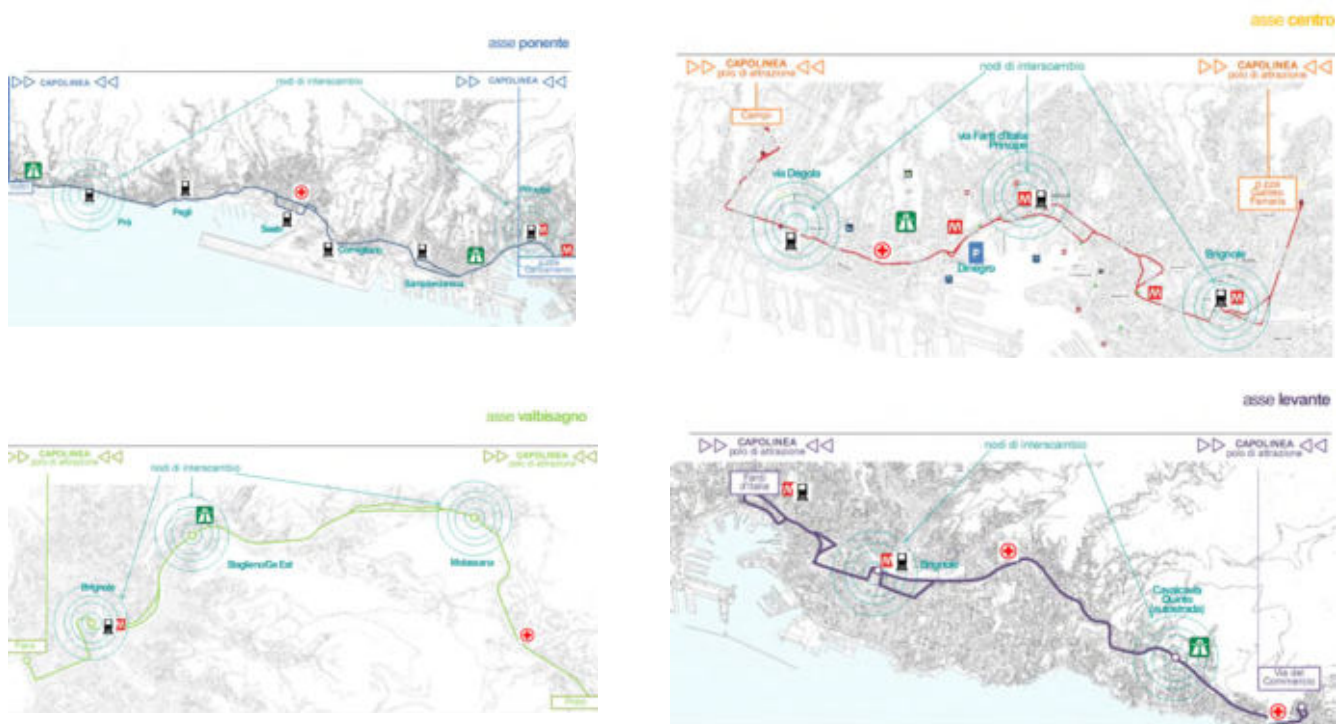 asse ponente
▷▷ CAPOLINEA ◁◁
nodi di interscambio
▷▷ CAPOLINEA ◁◁
Prà
Pegli
Cornigliano
Sampierdarena
asse centro
▷▷ CAPOLINEA ◁◁
polo di attrazione
nodi di interscambio
▷▷ CAPOLINEA ◁◁
polo di attrazione
Campi
via Fanti d'Italia
Principe
via Degola
M
P
Dinegro
M
Brignole
M
M
asse valbisagno
▷▷ CAPOLINEA ◁◁
polo di attrazione
nodi di interscambio
▷▷ CAPOLINEA ◁◁
polo di attrazione
Staglieno/Ge Est
Molassana
Brignole
M
asse levante
▷▷ CAPOLINEA ◁◁
polo di attrazione
nodi di interscambio
▷▷ CAPOLINEA ◁◁
polo di attrazione
Fanti
d'Italia
M
M
Brignole
Quinto
(autostrada)
Via del
Commercio